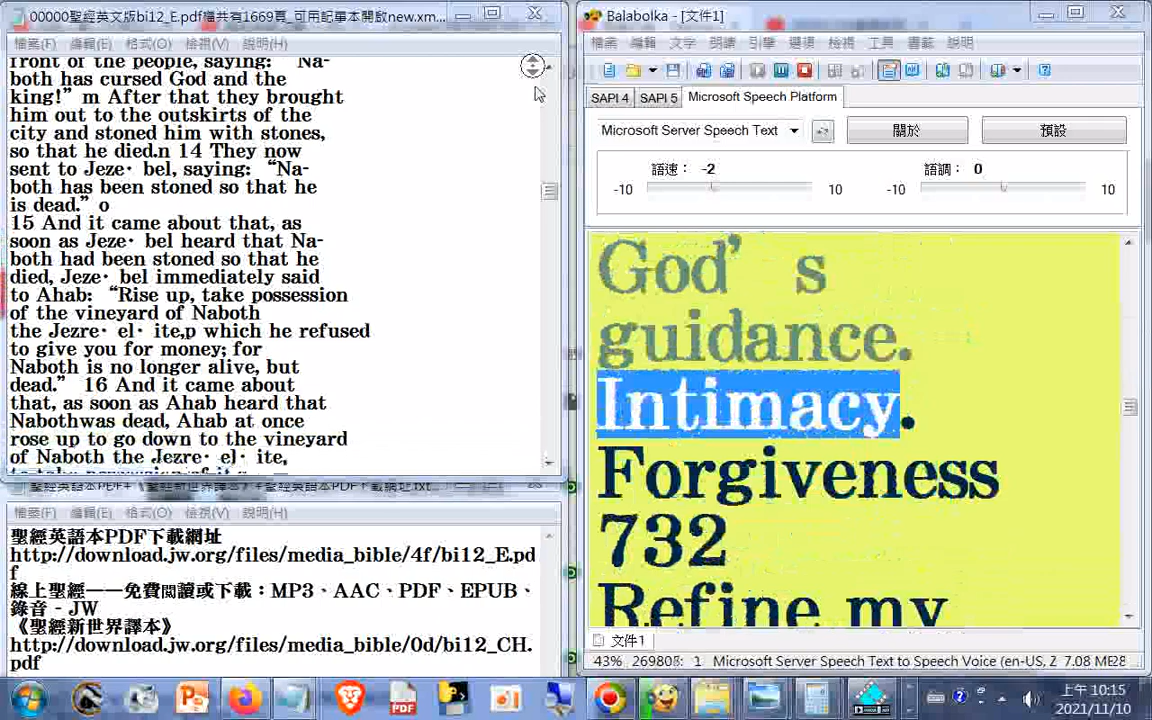 00000聖經英文版bi12_E.pdf檔共有1669頁_可用記事本開啟new.xm...
檔案(F) 編輯(E) 格式(O) 檢視(V) 說明(H)
front of the people, saying: “Na-
both has cursed God and the
king!” m After that they brought
him out to the outskirts of the
city and stoned him with stones,
so that he died.n 14 They now
sent to Jeze· bel, saying: “Na-
both has been stoned so that he
is dead.” o
15 And it came about that, as
soon as Jeze· bel heard that Na-
both had been stoned so that he
died, Jeze· bel immediately said
to Ahab: “Rise up, take possession
of the vineyard of Naboth
the Jezre· el· ite,p which he refused
to give you for money; for
Naboth is no longer alive, but
dead.” 16 And it came about
that, as soon as Ahab heard that
Nabothwas dead, Ahab at once
rose up to go down to the vineyard
of Naboth the Jezre· el· ite,
檔案(F) 編輯(E) 格式(O) 檢視(V) 說明(H)
聖經英語本PDF下載網址
http://download.jw.org/files/media_bible/4f/bi12_E.pd
f
線上聖經——免費閱讀或下載：MP3、AAC、PDF、EPUB、
錄音 - JW
《聖經新世界譯本》
http://download.jw.org/files/media_bible/0d/bi12_CH.
pdf
Balabolka - [文件1]
檔案 編輯 文字 朗讀 引擎 選項 檢視 工具 書籤 說明
SAPI 4 SAPI 5 Microsoft Speech Platform
Microsoft Server Speech Text 關於 預設
語速： -2 語調： 0
-10 10 -10 10
God’s
guidance.
Intimacy.
Forgiveness
732
Refine my
文件1
43% 269808: 1 Microsoft Server Speech Text to Speech Voice (en-US, Z 7.08 ME28
上午 10:15
2021/11/10